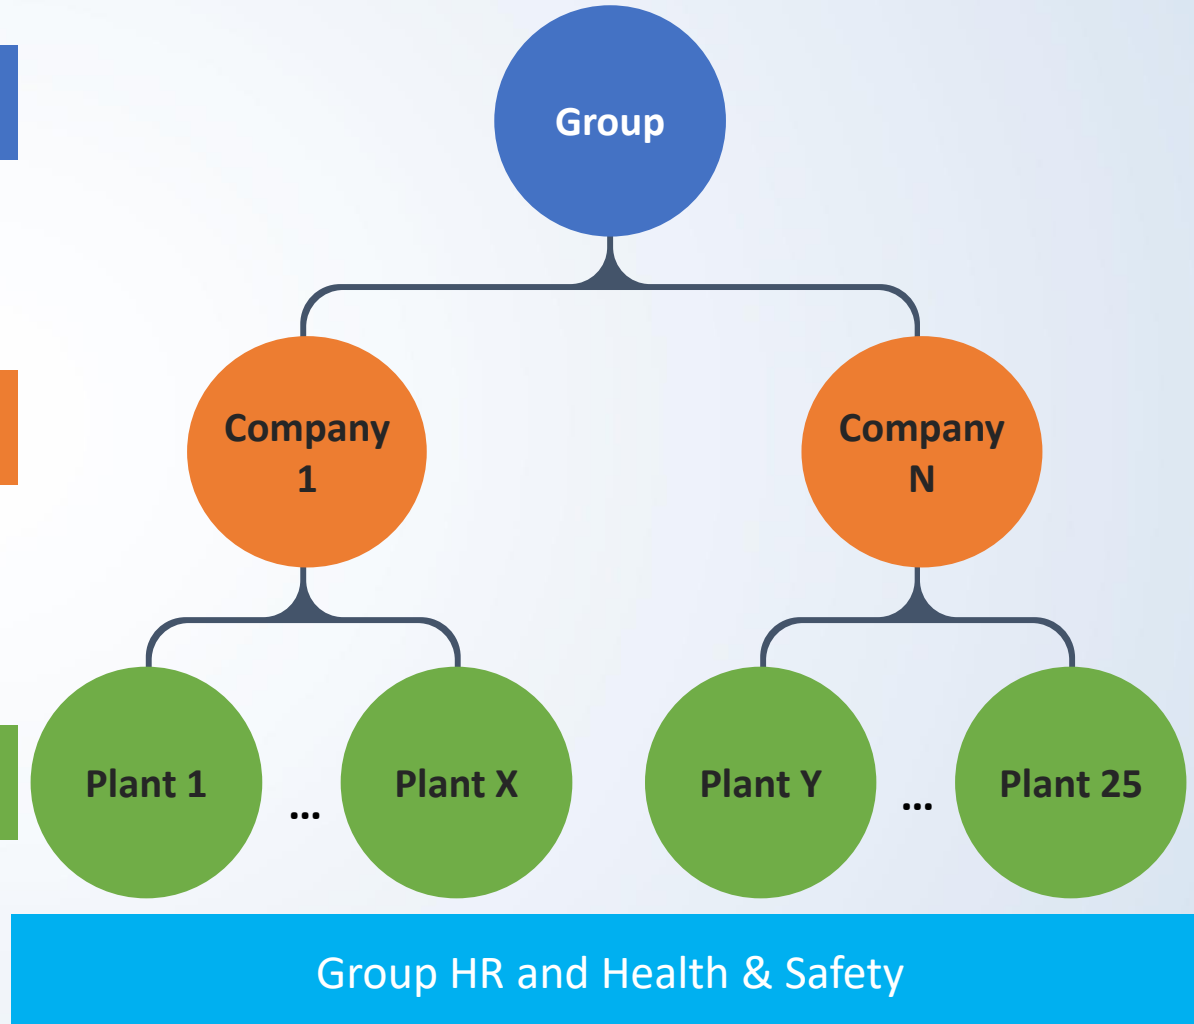 Group
Company
1
Company
N
Plant 1
...
Plant X
Plant Y
...
Plant 25
Group HR and Health & Safety